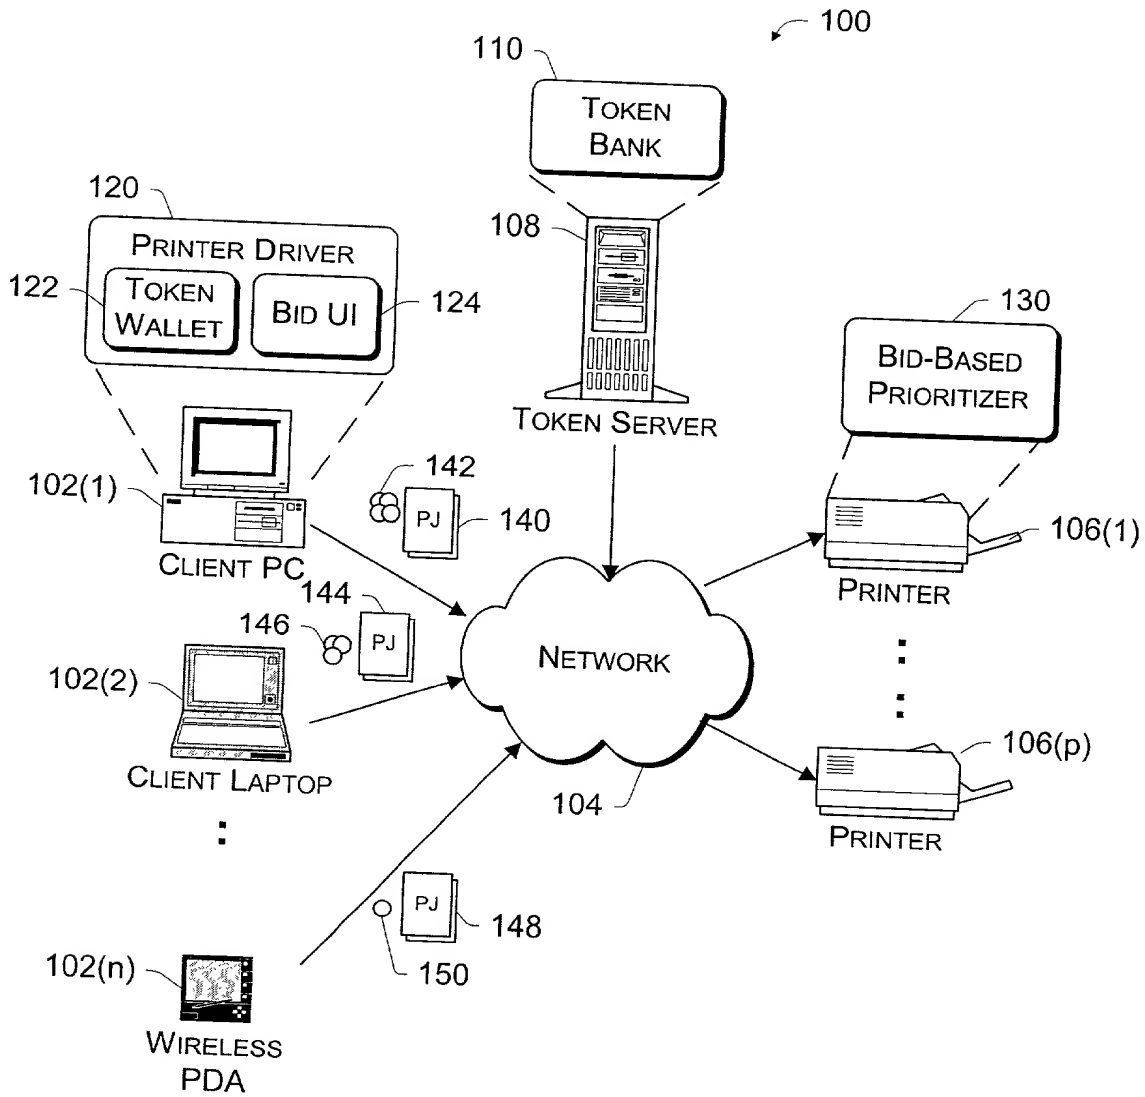 100
110
TOKEN
BANK
120
108
PRINTER DRIVER
122
TOKEN
WALLET
BID UI
124
130
BID-BASED
PRIORITIZER
TOKEN SERVER
102(1)
142
PJ
140
106(1)
CLIENT PC
PRINTER
144
146
PJ
NETWORK
102(2)
CLIENT LAPTOP
106(p)
104
PRINTER
PJ
148
150
102(n)
WIRELESS
PDA